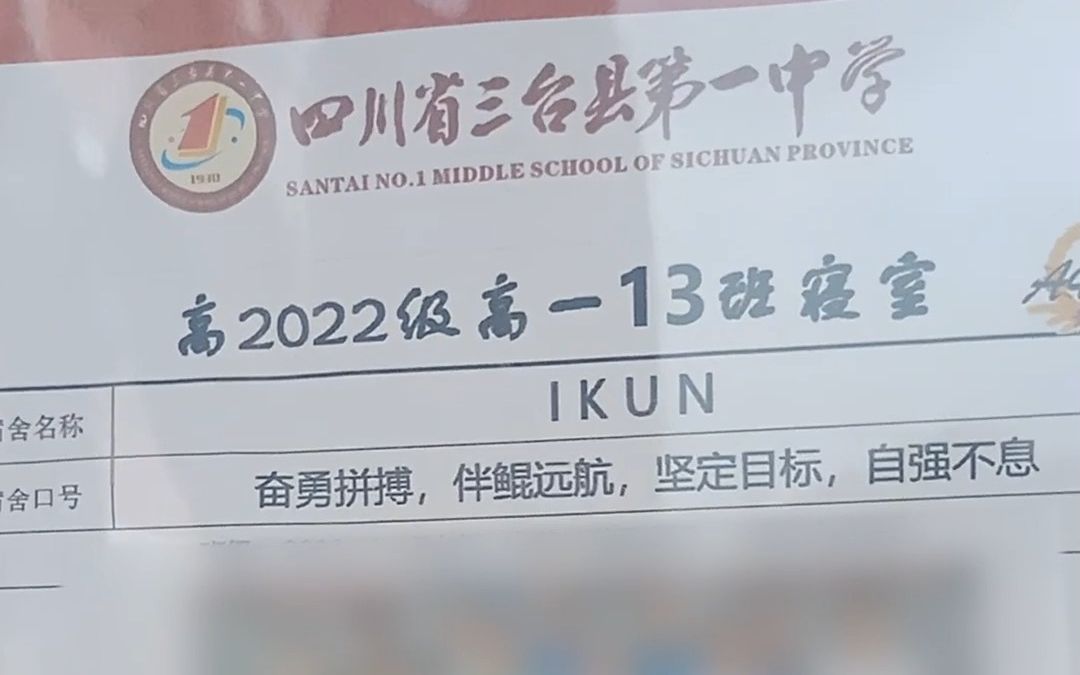 四川省三台县第一中学
SANTAI NO.1 MIDDLE SCHOOL OF SICHUAN PROVINCE
1930
高2022级高一13班寝室
舍名称
IKUN
舍口号
奋勇拼搏，伴鲲远航，坚定目标，自强不息